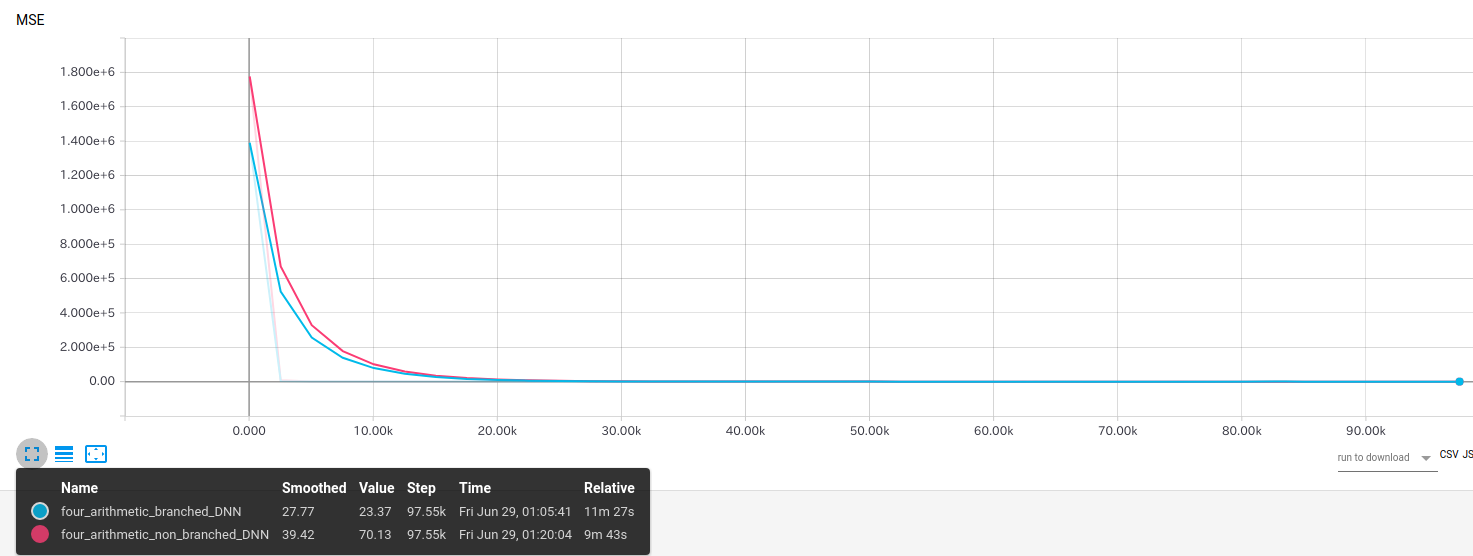 MSE
1.800e+6
1.600e+6
1.400e+6
1.200e+6
1.000e+6
8.000e+5
6.000e+5
4.000e+5
2.000e+5
0.00
0.000 10.00k 20.00k 30.00k 40.00k 50.00k 60.00k 70.00k 80.00k 90.00k
run to download CSV JS
Name Smoothed Value Step Time Relative
four_arithmetic_branched_DNN 27.77 23.37 97.55k Fri Jun 29, 01:05:41 11m 27s
four_arithmetic_non_branched_DNN 39.42 70.13 97.55k Fri Jun 29, 01:20:04 9m 43s